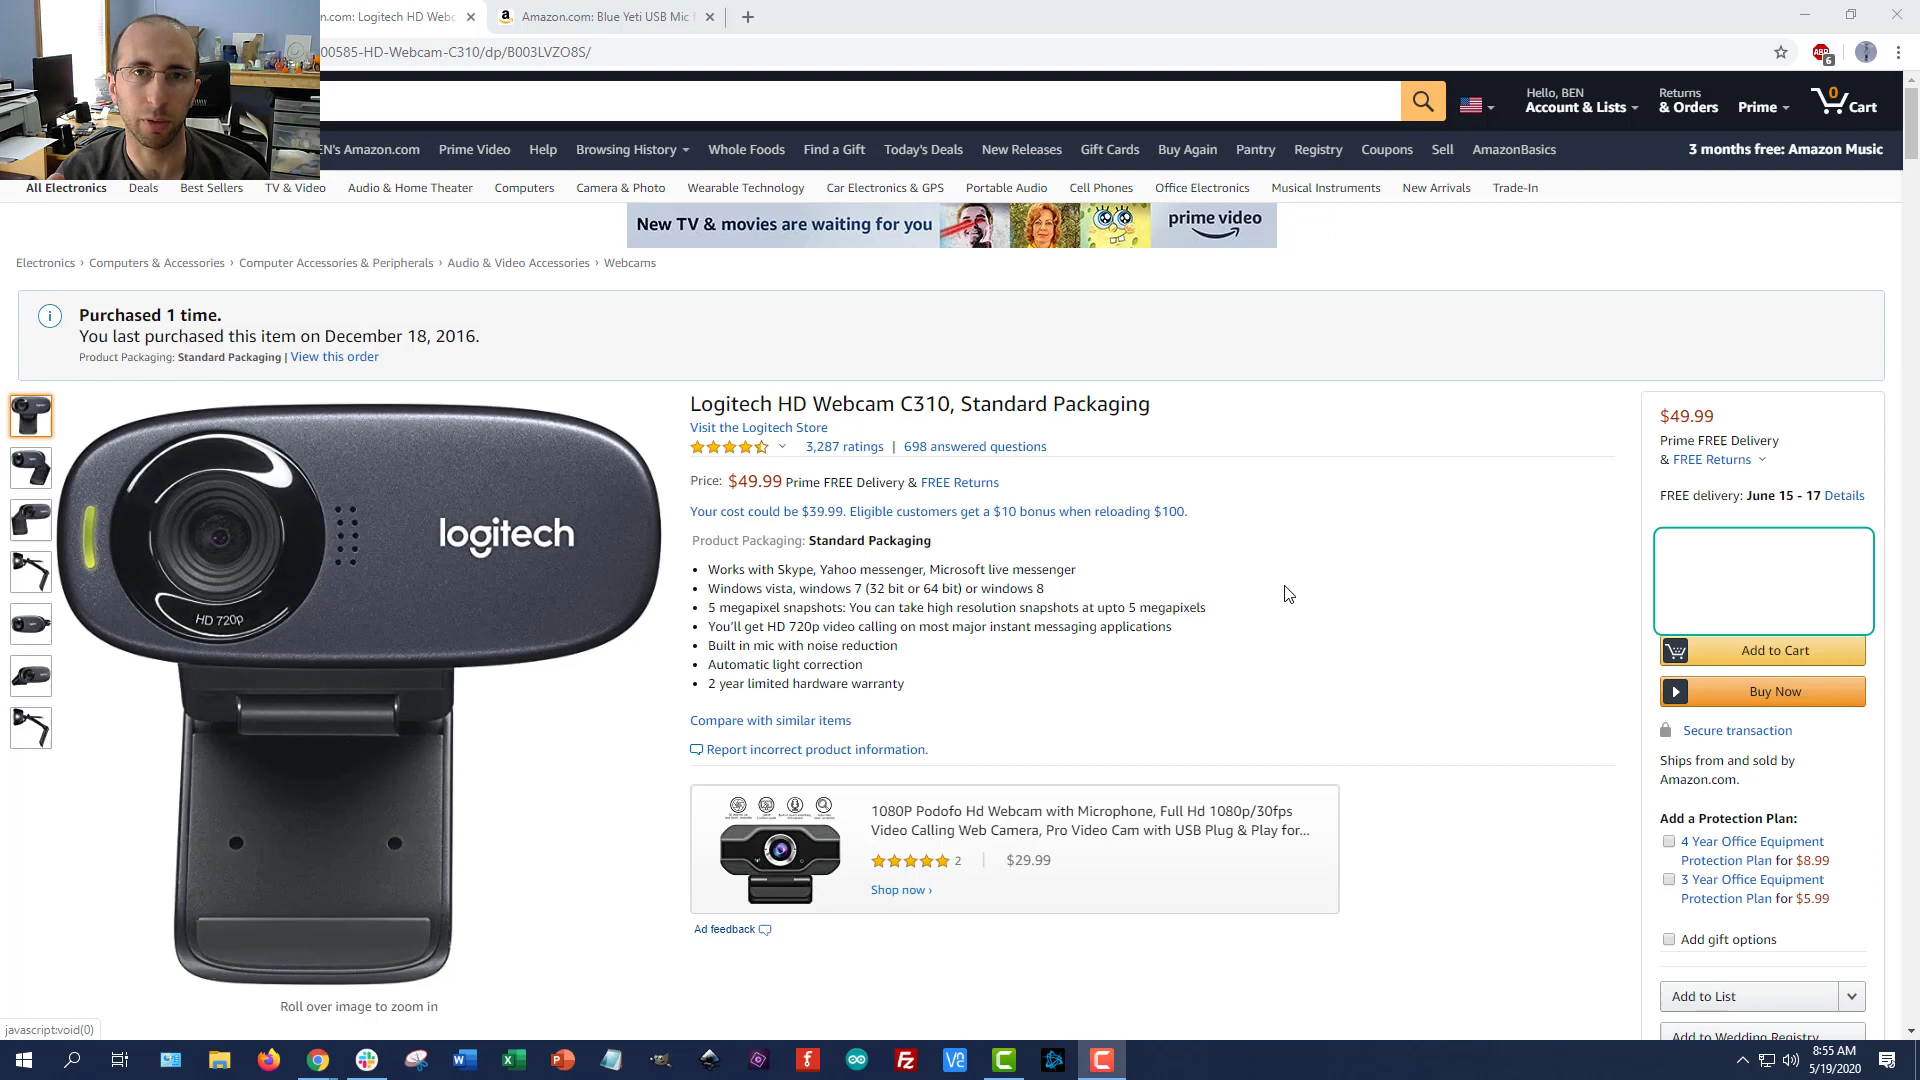 n.com: Logitech HD Webc
Amazon.com: Blue Yeti USB Mic
00585-HD-Webcam-C310/dp/B003LVZO8S/
ABP
6
Hello, BEN
Account & Lists
Returns
& Orders
Prime
0
Cart
EN's Amazon.com
Prime Video
Help
Browsing History
Whole Foods
Find a Gift
Today's Deals
New Releases
Gift Cards
Buy Again
Pantry
Registry
Coupons
Sell
AmazonBasics
3 months free: Amazon Music
All Electronics
Deals
Best Sellers
TV & Video
Audio & Home Theater
Computers
Camera & Photo
Wearable Technology
Car Electronics & GPS
Portable Audio
Cell Phones
Office Electronics
Musical Instruments
New Arrivals
Trade-In
New TV & movies are waiting for you
prime video
Electronics › Computers & Accessories › Computer Accessories & Peripherals › Audio & Video Accessories › Webcams
Purchased 1 time.
You last purchased this item on December 18, 2016.
Product Packaging: Standard Packaging | View this order
logitech
HD 720p
Roll over image to zoom in
Logitech HD Webcam C310, Standard Packaging
Visit the Logitech Store
3,287 ratings | 698 answered questions
Price: $49.99 Prime FREE Delivery & FREE Returns
Your cost could be $39.99. Eligible customers get a $10 bonus when reloading $100.
Product Packaging: Standard Packaging
• Works with Skype, Yahoo messenger, Microsoft live messenger
• Windows vista, windows 7 (32 bit or 64 bit) or windows 8
• 5 megapixel snapshots: You can take high resolution snapshots at upto 5 megapixels
• You'll get HD 720p video calling on most major instant messaging applications
• Built in mic with noise reduction
• Automatic light correction
• 2 year limited hardware warranty
Compare with similar items
Report incorrect product information.
1080P Podofo Hd Webcam with Microphone, Full Hd 1080p/30fps
Video Calling Web Camera, Pro Video Cam with USB Plug & Play for...
2 | $29.99
Shop now ›
Ad feedback
$49.99
Prime FREE Delivery
& FREE Returns
FREE delivery: June 15 - 17 Details
Add to Cart
Buy Now
Secure transaction
Ships from and sold by
Amazon.com.
Add a Protection Plan:
4 Year Office Equipment
Protection Plan for $8.99
3 Year Office Equipment
Protection Plan for $5.99
Add gift options
Add to List
Add to Wedding Registry
javascript:void(0)
8:55 AM
5/19/2020